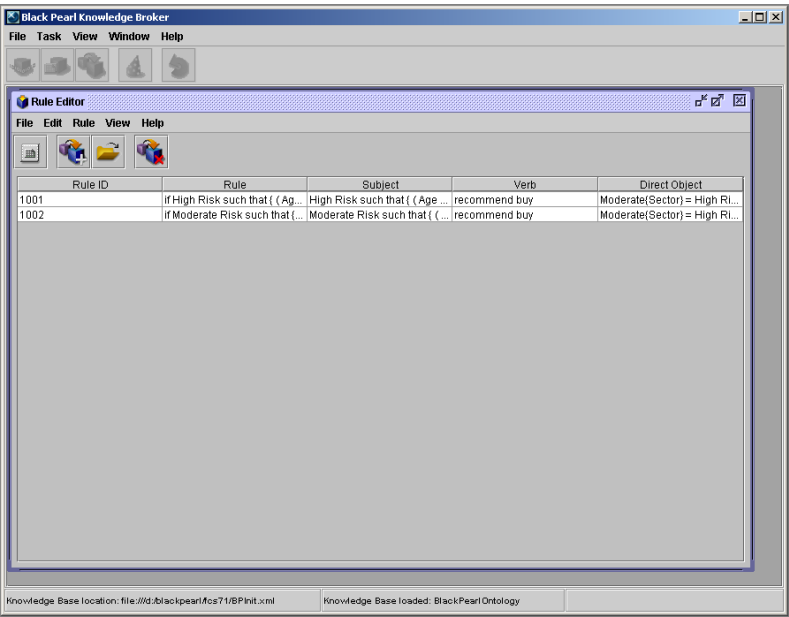 Black Pearl Knowledge Broker
File Task View Window Help
Rule Editor
File Edit Rule View Help
Rule ID Rule Subject Verb Direct Object
1001 if High Risk such that { ( Ag... High Risk such that { ( Age ... recommend buy Moderate{Sector} = High Ri...
1002 if Moderate Risk such that {... Moderate Risk such that { ( ... recommend buy Moderate{Sector} = High Ri...
Knowledge Base location: file:///d:/blackpearl/fcs71/BPInit.xml Knowledge Base loaded: BlackPearlOntology